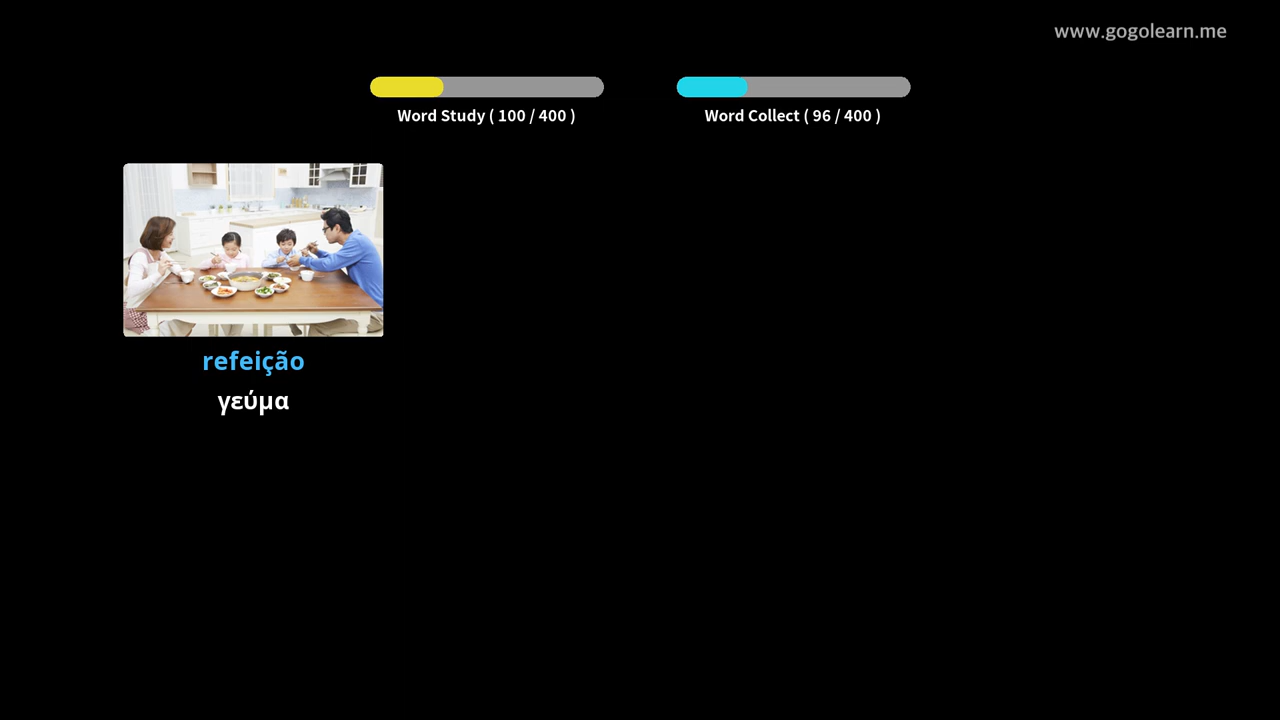 www.gogolearn.me
Word Study ( 100 / 400 )
Word Collect ( 96 / 400 )
refeição
γεύμα